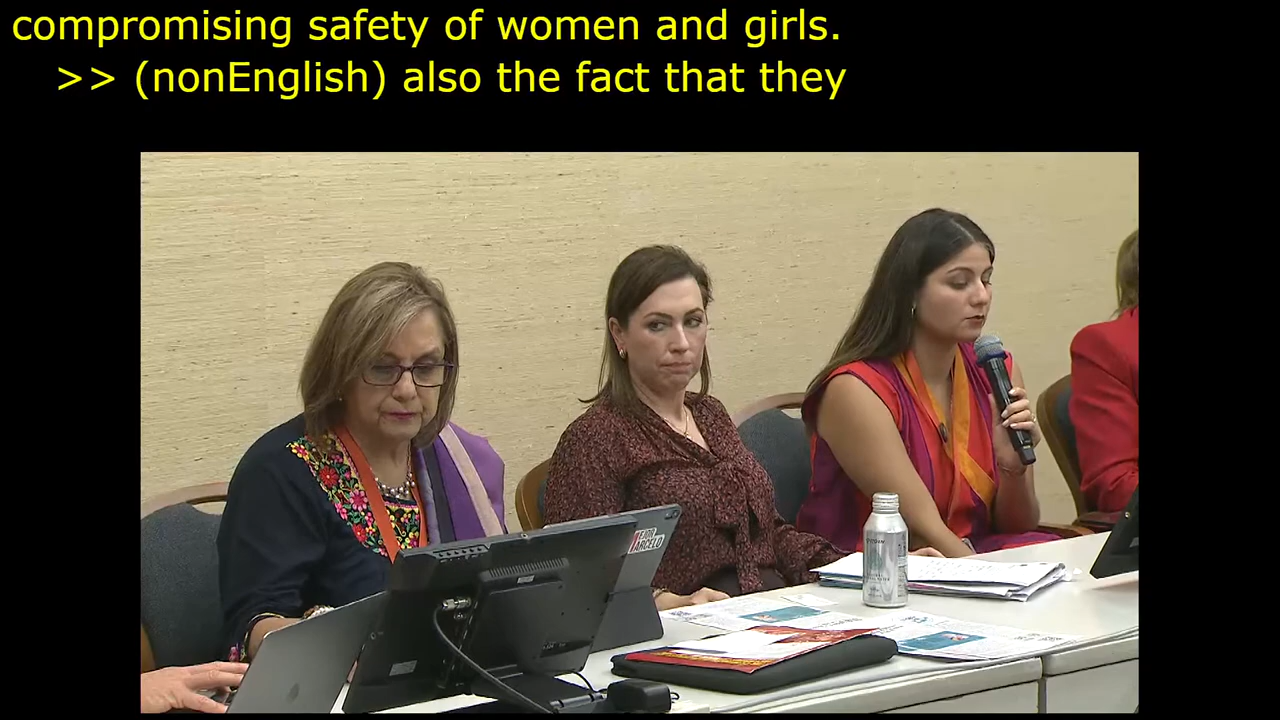 compromising safety of women and girls.
>> (nonEnglish) also the fact that they